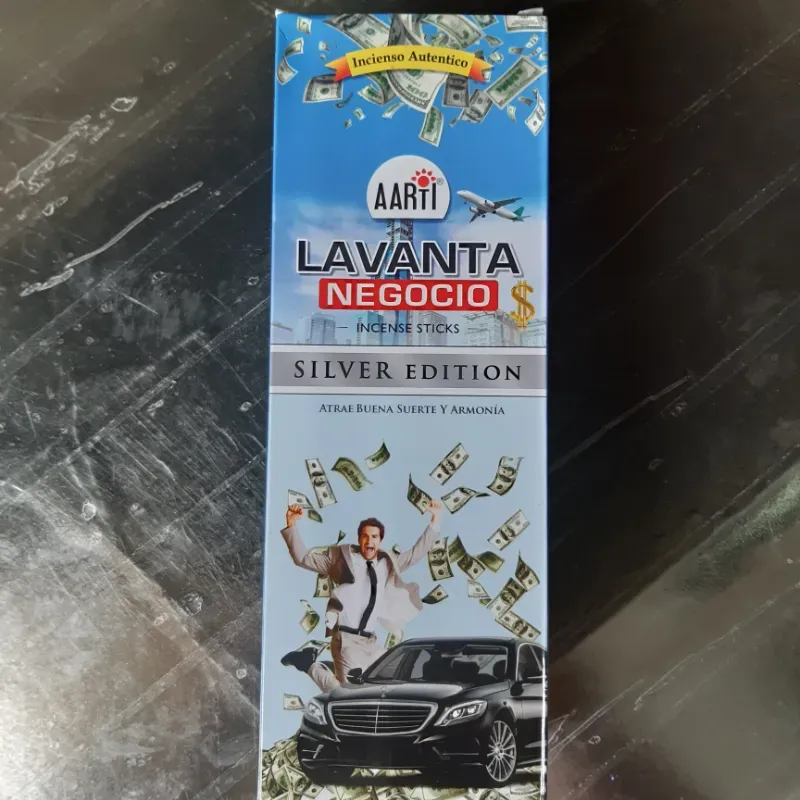 Incienso Autentico
AARTI®
LAVANTA
NEGOCIO $
INCENSE STICKS
SILVER EDITION
ATRAE BUENA SUERTE Y ARMONÍA